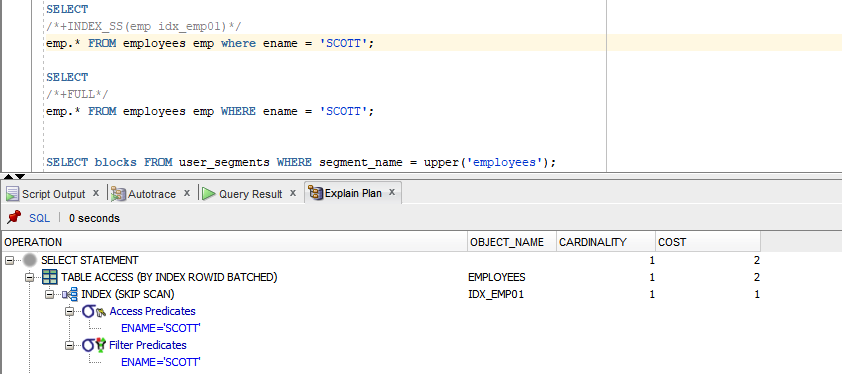 SELECT
/*+INDEX_SS(emp idx_emp01)*/
emp.* FROM employees emp where ename = 'SCOTT';
SELECT
/*+FULL*/
emp.* FROM employees emp WHERE ename = 'SCOTT';
SELECT blocks FROM user_segments WHERE segment_name = upper('employees');
Script Output x Autotrace x Query Result x Explain Plan x
SQL | 0 seconds
OPERATION OBJECT_NAME CARDINALITY COST
SELECT STATEMENT 1 2
TABLE ACCESS (BY INDEX ROWID BATCHED) EMPLOYEES 1 2
INDEX (SKIP SCAN) IDX_EMP01 1 1
Access Predicates
ENAME='SCOTT'
Filter Predicates
ENAME='SCOTT'